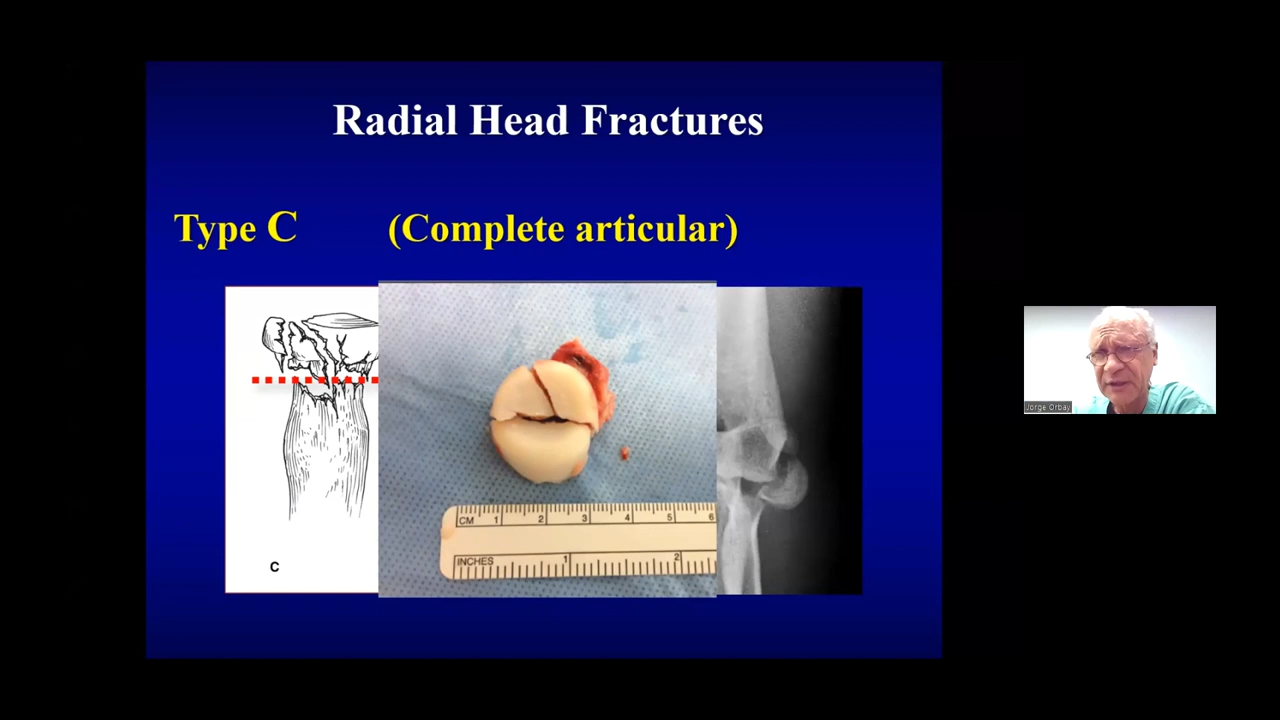 Radial Head Fractures
Type C (Complete articular)
C
CM 1 2 3 4 5 6
INCHES 1 2
Jorge Orbay